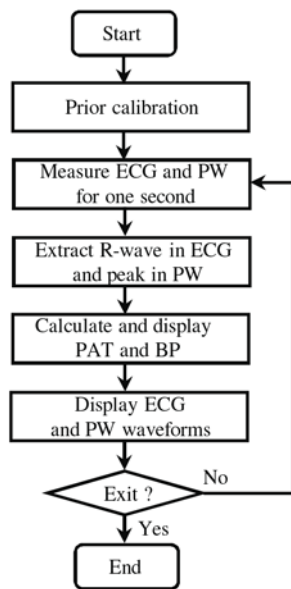 Start
Prior calibration
Measure ECG and PW
for one second
Extract R-wave in ECG
and peak in PW
Calculate and display
PAT and BP
Display ECG
and PW waveforms
Exit ?
No
Yes
End